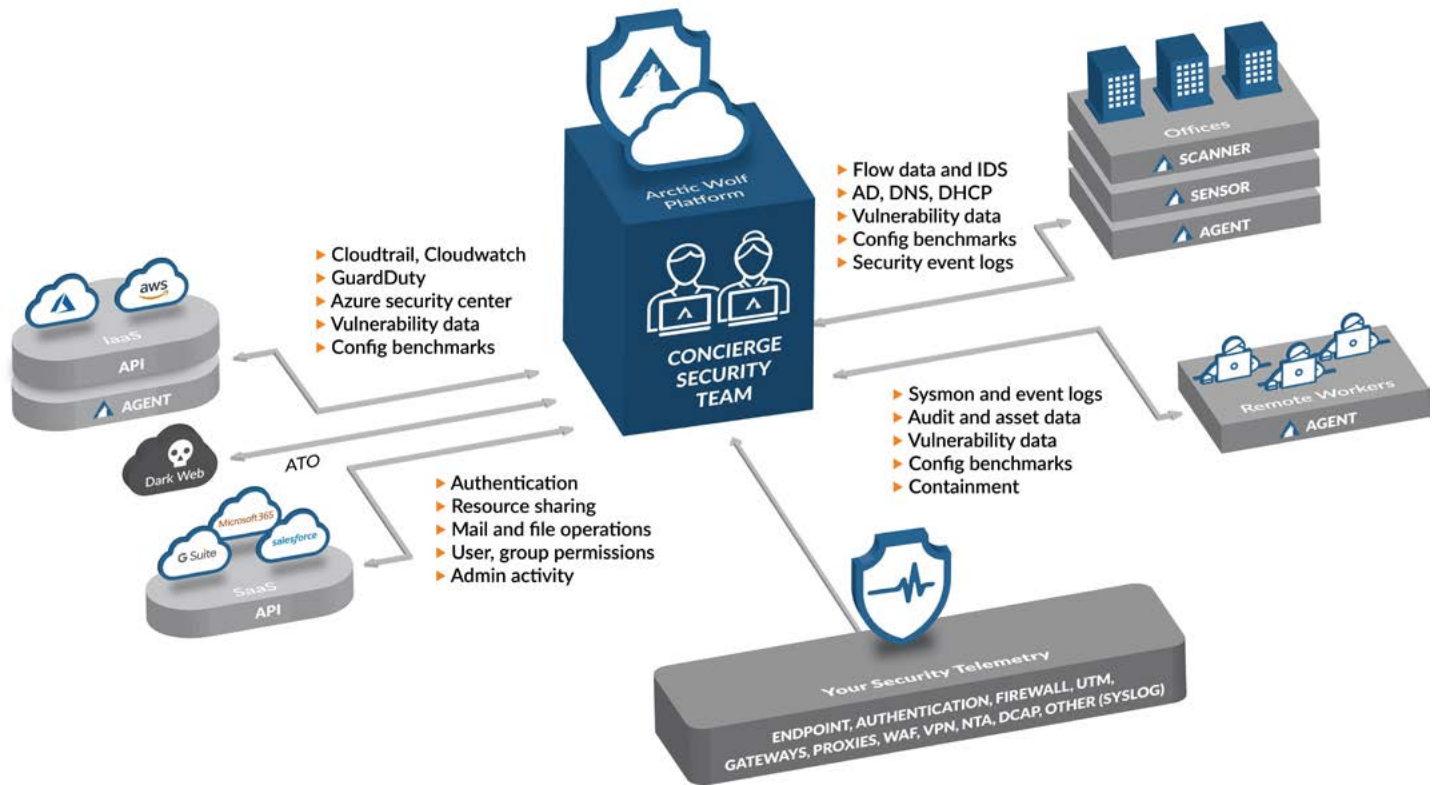 Arctic Wolf
Platform
CONCIERGE
SECURITY
TEAM
Offices
SCANNER
SENSOR
AGENT
Flow data and IDS
AD, DNS, DHCP
Vulnerability data
Config benchmarks
Security event logs
Cloudtrail, Cloudwatch
GuardDuty
Azure security center
Vulnerability data
Config benchmarks
aws
IaaS
API
AGENT
Dark Web
ATO
Sysmon and event logs
Audit and asset data
Vulnerability data
Config benchmarks
Containment
Remote Workers
AGENT
Authentication
Resource sharing
Mail and file operations
User, group permissions
Admin activity
Microsoft 365
G Suite
salesforce
SaaS
API
Your Security Telemetry
ENDPOINT, AUTHENTICATION, FIREWALL, UTM,
GATEWAYS, PROXIES, WAF, VPN, NTA, DCAP, OTHER (SYSLOG)